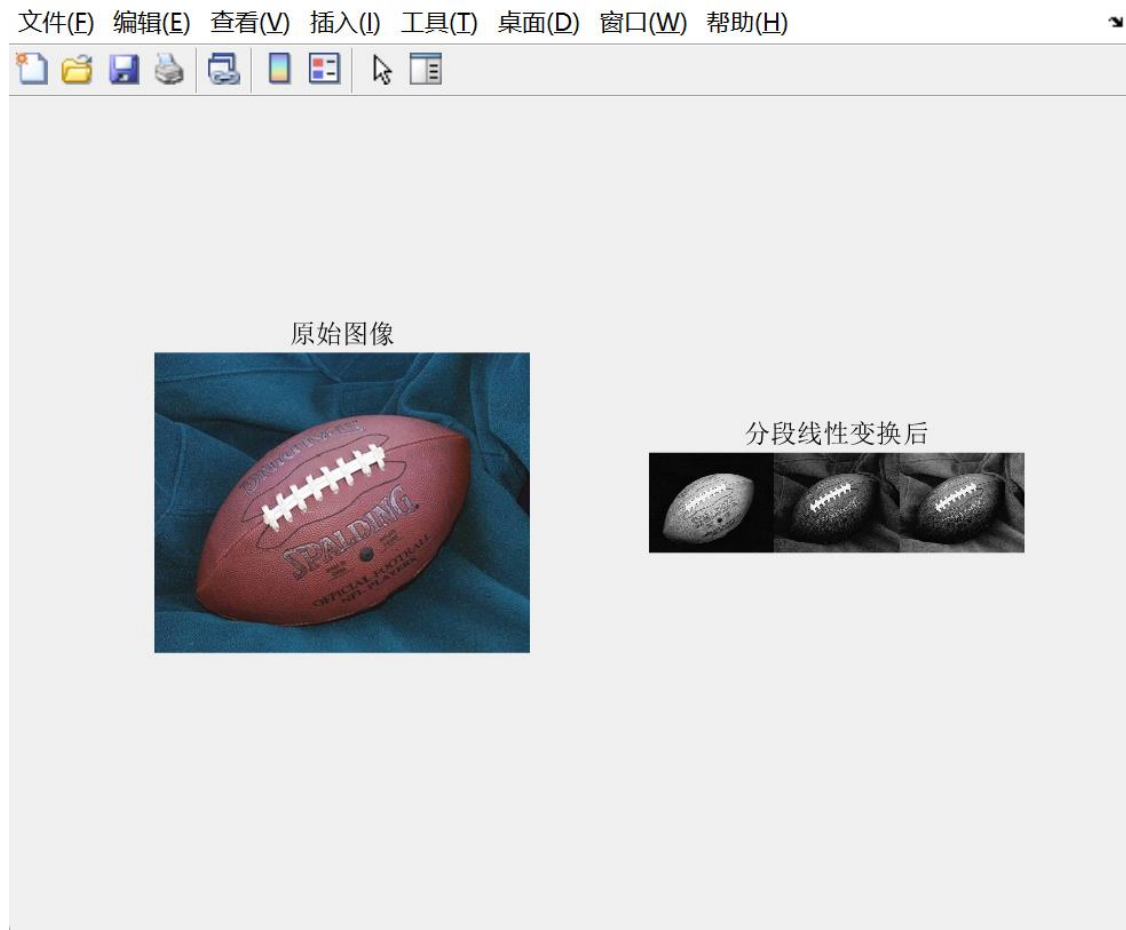 文件(F) 编辑(E) 查看(V) 插入(I) 工具(T) 桌面(D) 窗口(W) 帮助(H)
原始图像
SPALDING
OFFICIAL FOOTBALL
NFL PLAYERS
分段线性变换后